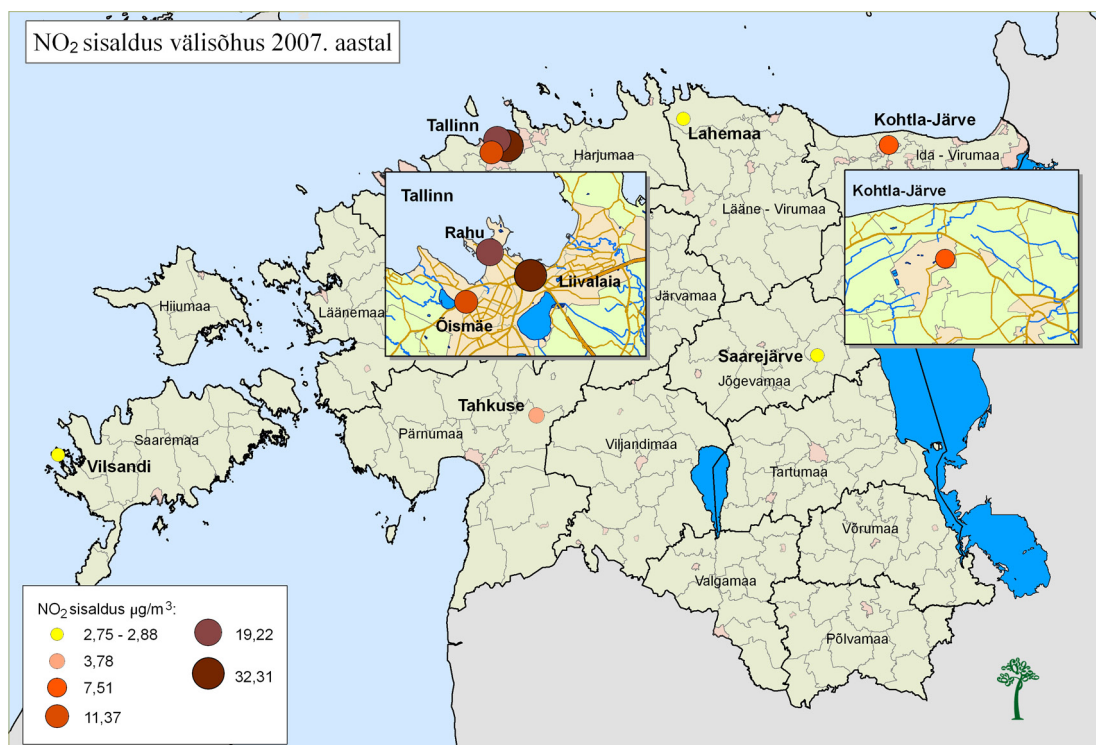 NO2 sisaldus välisõhus 2007. aastal
Tallinn
Harjumaa
Lahemaa
Kohtla-Järve
Ida - Virumaa
Lääne - Virumaa
Tallinn
Rahu
Liivalaia
Õismäe
Kohtla-Järve
Hiiumaa
Läänemaa
Järvamaa
Saarejärve
Jõgevamaa
Tahkuse
Pärnumaa
Viljandimaa
Saaremaa
Vilsandi
Tartumaa
Võrumaa
Valgamaa
Põlvamaa
NO2 sisaldus µg/m3:
2,75 - 2,88
3,78
7,51
11,37
19,22
32,31